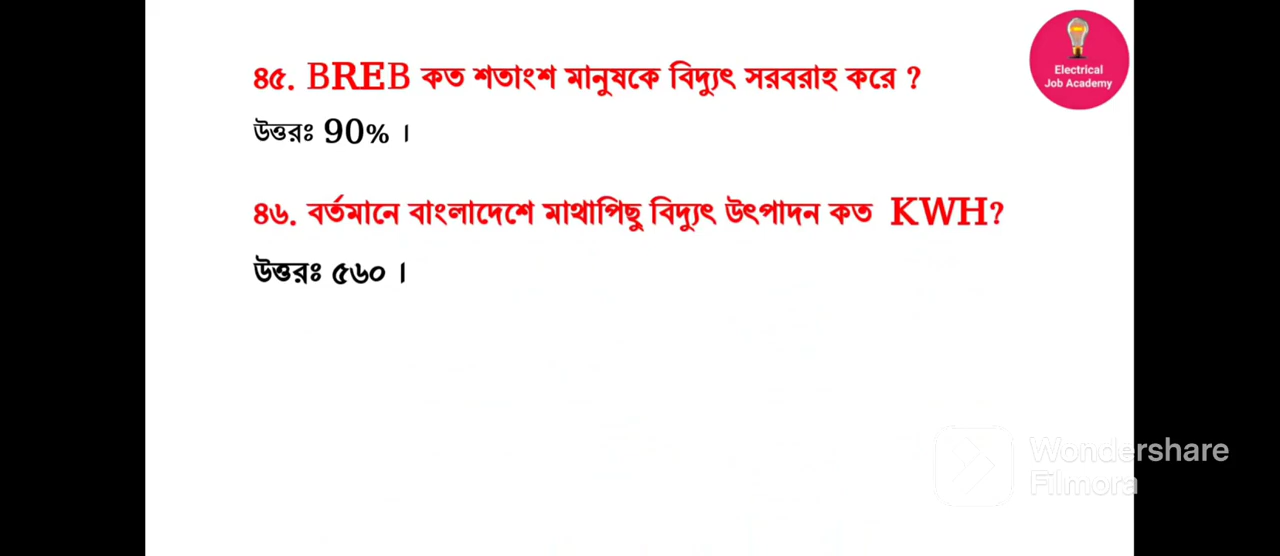 Electrical
Job Academy
৪৫. BREB কত শতাংশ মানুষকে বিদ্যুৎ সরবরাহ করে ?
উত্তরঃ 90% ।
৪৬. বর্তমানে বাংলাদেশে মাথাপিছু বিদ্যুৎ উৎপাদন কত KWH?
উত্তরঃ ৫৬০ ।
Wondershare
Filmora